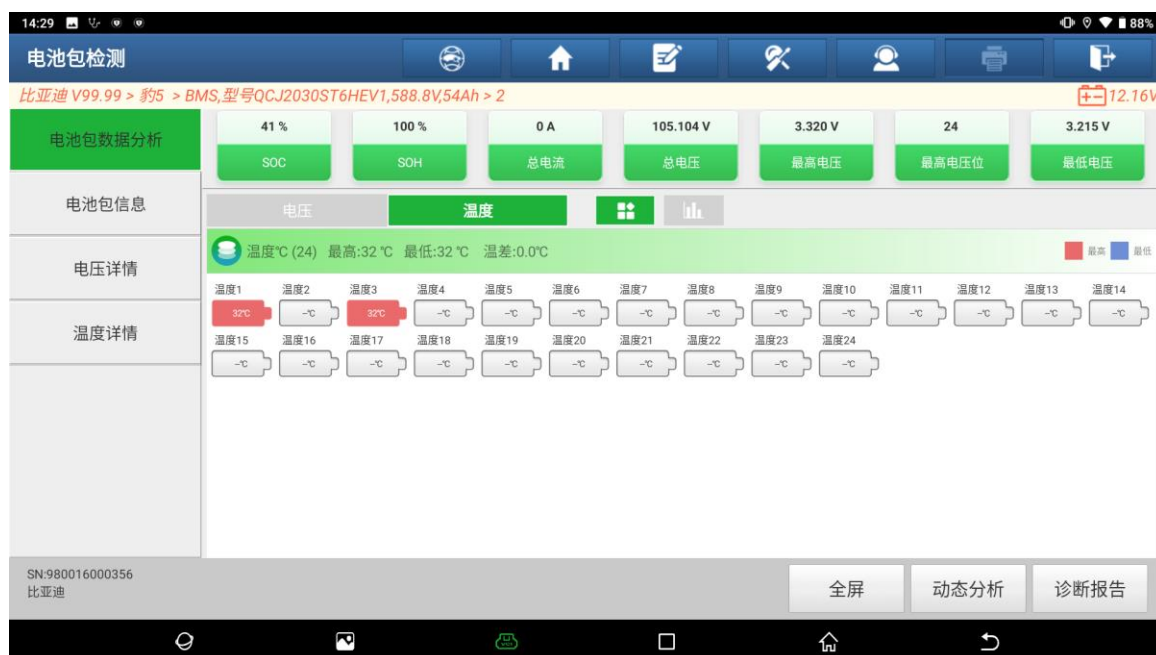 14:29 88%
电池包检测
比亚迪 V99.99 > 豹5 > BMS,型号QCJ2030ST6HEV1,588.8V,54Ah > 2 12.16V
电池包数据分析
电池包信息
电压详情
温度详情
41 % 100 % 0 A 105.104 V 3.320 V 24 3.215 V
SOC SOH 总电流 总电压 最高电压 最高电压位 最低电压
电压 温度
温度℃ (24) 最高:32 ℃ 最低:32 ℃ 温差:0.0℃ 最高 最低
温度1 温度2 温度3 温度4 温度5 温度6 温度7 温度8 温度9 温度10 温度11 温度12 温度13 温度14
32℃ -℃ 32℃ -℃ -℃ -℃ -℃ -℃ -℃ -℃ -℃ -℃ -℃ -℃
温度15 温度16 温度17 温度18 温度19 温度20 温度21 温度22 温度23 温度24
-℃ -℃ -℃ -℃ -℃ -℃ -℃ -℃ -℃ -℃
SN:980016000356
比亚迪
全屏 动态分析 诊断报告